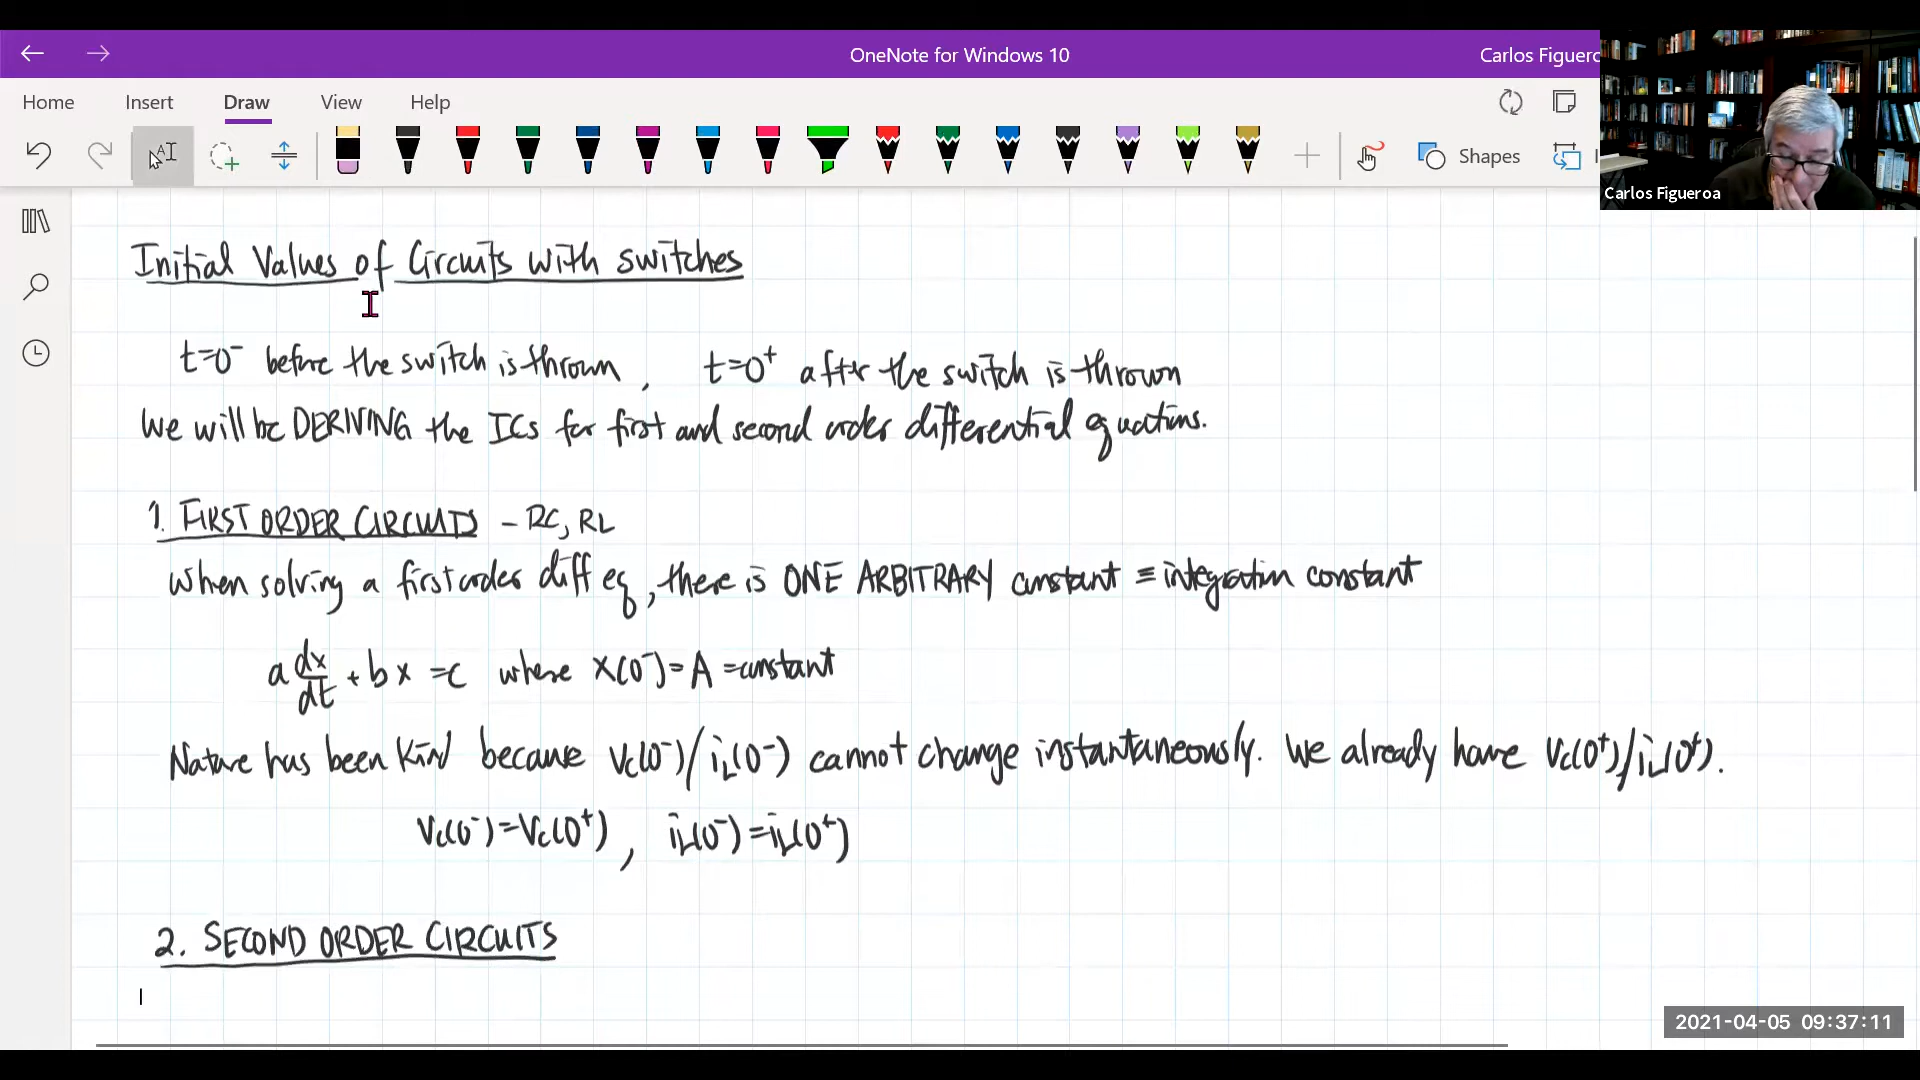 OneNote for Windows 10
Carlos Figuero
Home Insert Draw View Help
Shapes
Carlos Figueroa
Initial Values of Circuits with switches
t=0⁻ before the switch is thrown, t=0⁺ after the switch is thrown
We will be DERIVING the ICs for first and second order differential equations.
1. FIRST ORDER CIRCUITS - RC, RL
When solving a first order diff eq, there is ONE ARBITRARY constant ≡ integration constant
a dx/dt + bx = c where x(0⁻) = A = constant
Nature has been kind because Vc(0⁻)/iL(0⁻) cannot change instantaneously. We already have Vc(0⁺)/iL(0⁺).
Vc(0⁻)=Vc(0⁺), iL(0⁻)=iL(0⁺)
2. SECOND ORDER CIRCUITS
2021-04-05 09:37:11